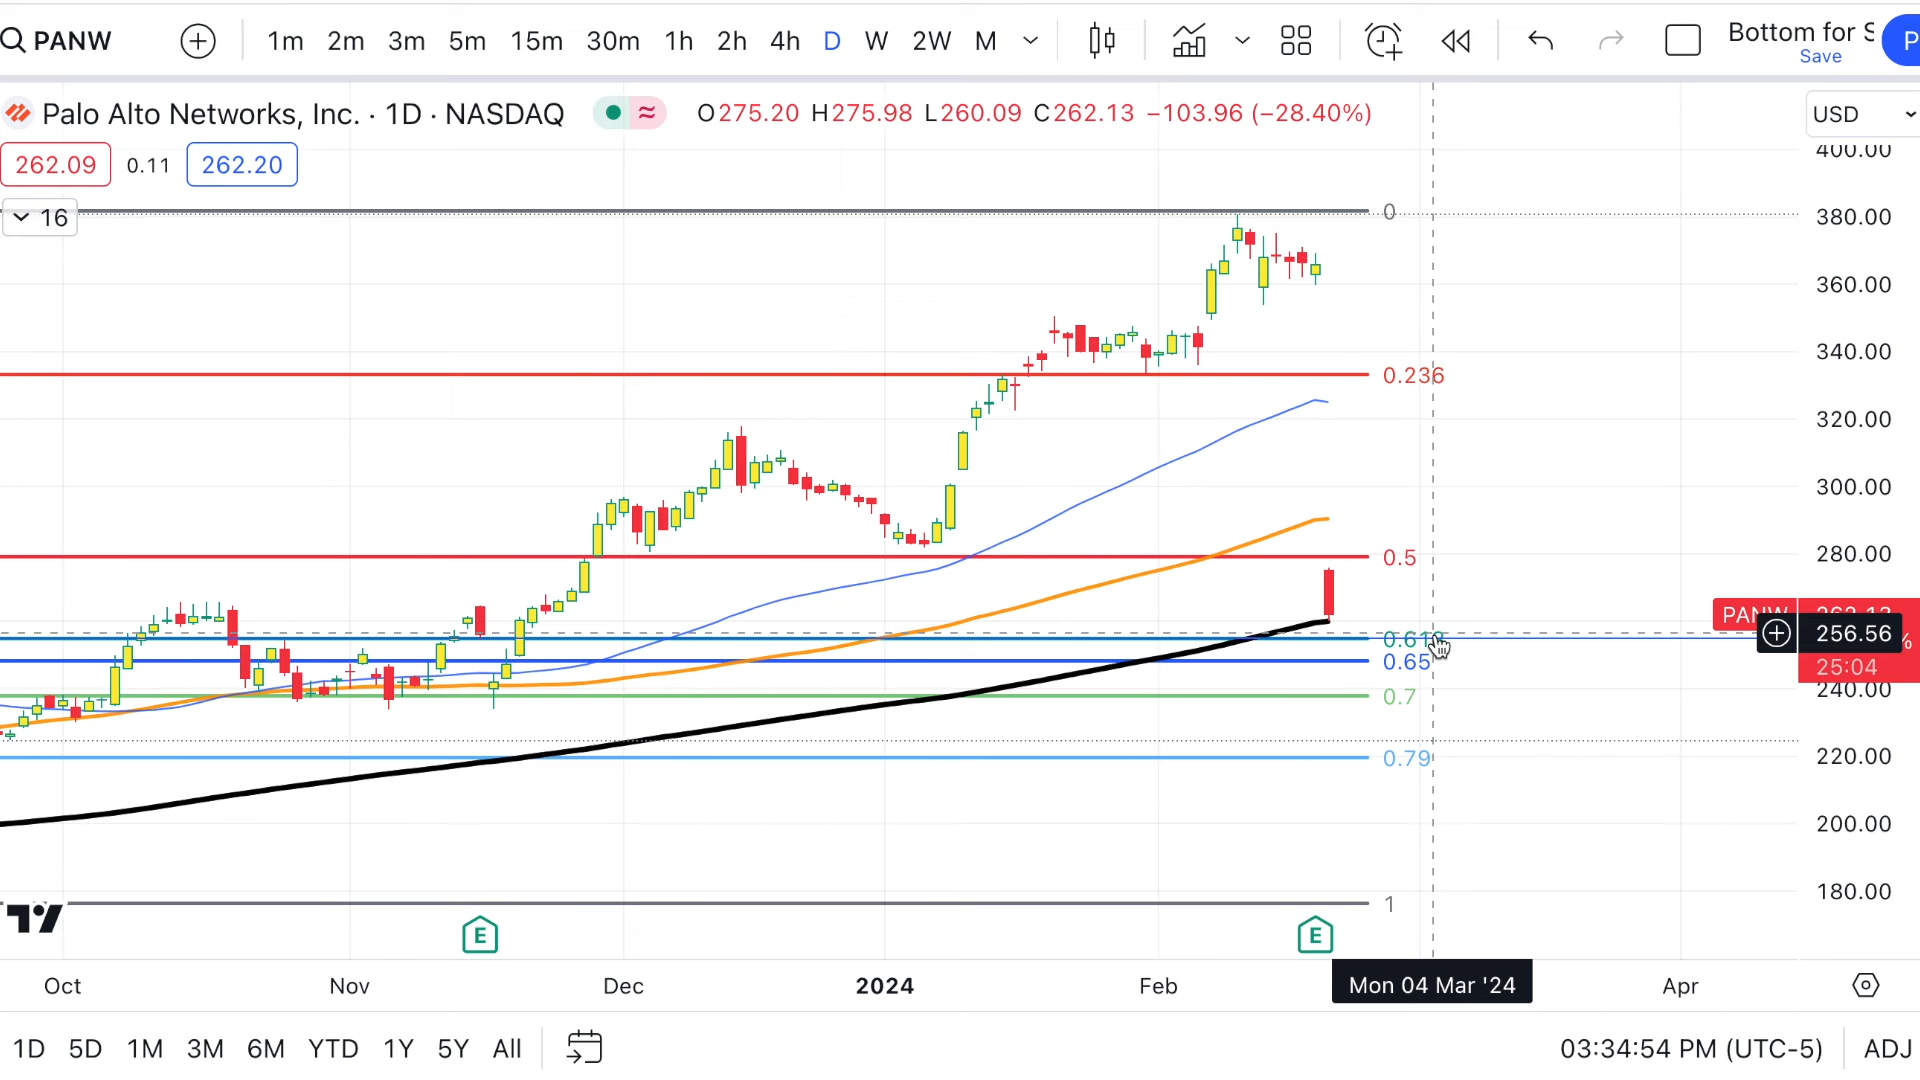 PANW 1m 2m 3m 5m 15m 30m 1h 2h 4h D W 2W M Bottom for S P
Save
Palo Alto Networks, Inc. · 1D · NASDAQ O275.20 H275.98 L260.09 C262.13 −103.96 (−28.40%) USD
400.00
262.09 0.11 262.20
16
0
380.00
360.00
340.00
0.236
320.00
300.00
280.00
0.5
PANW 262.13
256.56 %
0.618
0.65
25:04
240.00
0.7
220.00
0.79
200.00
180.00
1
E E
Oct Nov Dec 2024 Feb Mon 04 Mar '24 Apr
1D 5D 1M 3M 6M YTD 1Y 5Y All 03:34:54 PM (UTC-5) ADJ